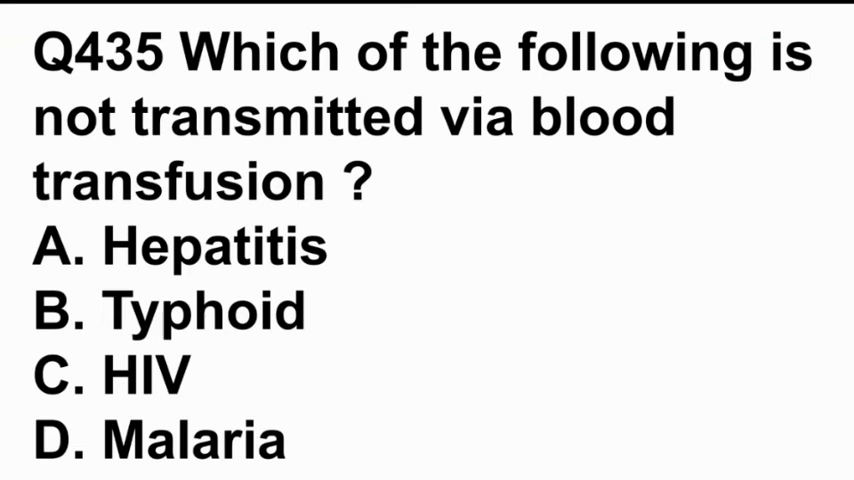 Q435 Which of the following is
not transmitted via blood
transfusion ?
A. Hepatitis
B. Typhoid
C. HIV
D. Malaria